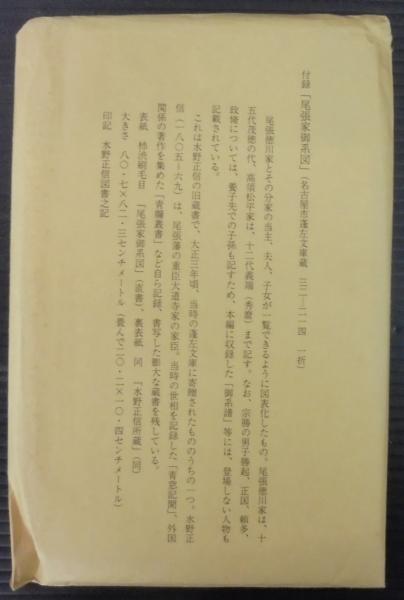 付録「尾張家御系図」(名古屋市蓬左文庫蔵 三二―二一四 一折)
尾張徳川家とその分家の当主、夫人、子女が一覧できるように図表化したもの。尾張徳川家は、十
五代茂徳の代、高須松平家は、十二代義端(秀麿)まで記す。なお、宗勝の男子勝起、正国、頼多、
政脩については、養子先での子孫も記すため、本編に収録した「御系譜」等には、登場しない人物も
記載されている。
これは水野正信の旧蔵書で、大正三年頃、当時の蓬左文庫に寄贈されたもののうちの一つ。水野正
信(一八〇五―六九)は、尾張藩の重臣大道寺家の家臣。当時の世相を記録した「青窓記聞」、外国
関係の著作を集めた「青牖叢書」など自ら記録、書写した膨大な蔵書を残している。
表紙 柿渋刷毛目 「尾張家御系図」(直書)、裏表紙 同 「水野正信所蔵」(同)
大きさ 八〇・七×八二・三センチメートル(畳んで二〇・二×一〇・四センチメートル)
印記 水野正信図書之記